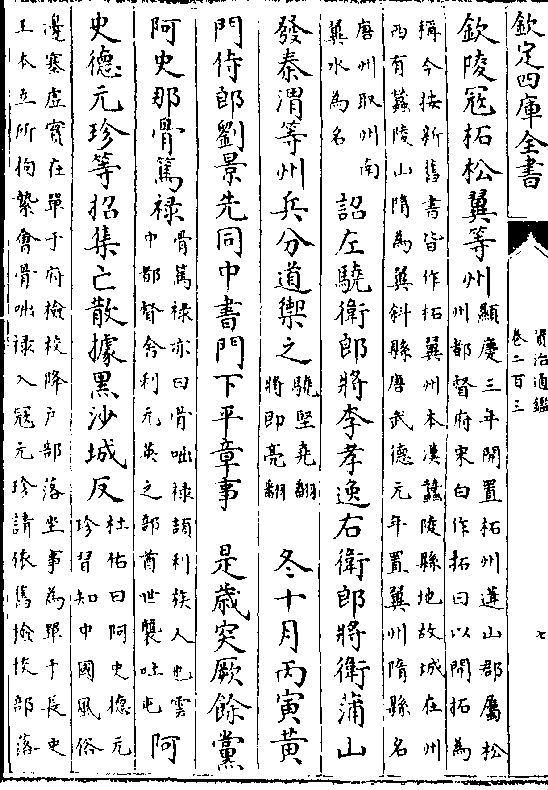 欽定四庫全書
資治通鑑
卷二百三
七
欽陵寇柘松翼等州
顯慶三年開置柘州蓬山郡屬松
州都督府宋白作拓曰以開拓為
稱今按新舊書皆作柘翼州本漢蠶陵縣地故城在州
西有蠶陵山隋為翼斜縣唐武德元年置翼州隋縣名
唐州取州南
翼水為名
詔左驍衛郎將李孝逸右衛郎將衛蒲山
發秦渭等州兵分道禦之
驍堅堯翻
將即亮翻
冬十月丙寅黄
門侍郎劉景先同中書門下平章事
是歲突厥餘黨
阿史那骨篤禄
骨篤禄亦曰骨咄禄頡利族人也雲
中都督舍利元英之部酋世襲吐屯
阿
史德元珍等招集亡散據黑沙城反
杜佑曰阿史德元
珍習知中國風俗
邊塞虚實在單于府檢校降户部落坐事為單于長史
王本立所拘縶會骨咄禄入寇元珍請依舊檢挍部落